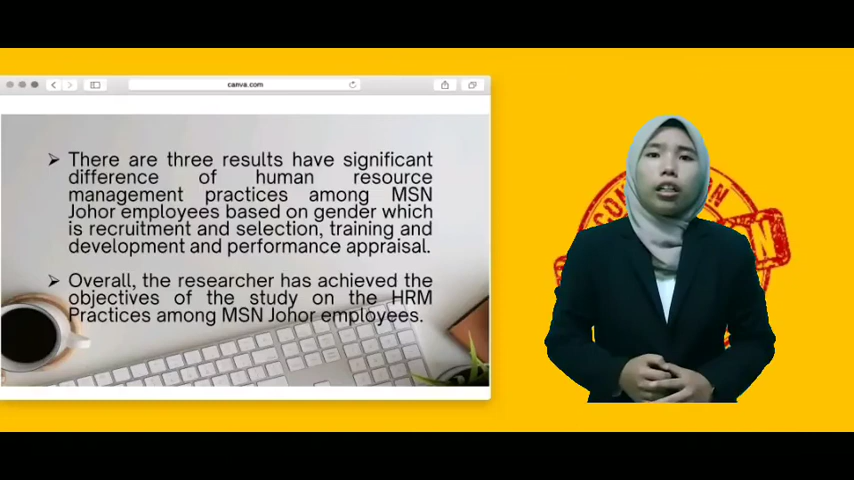 canva.com
➢ There are three results have significant
difference of human resource
management practices among MSN
Johor employees based on gender which
is recruitment and selection, training and
development and performance appraisal.
➢ Overall, the researcher has achieved the
objectives of the study on the HRM
Practices among MSN Johor employees.